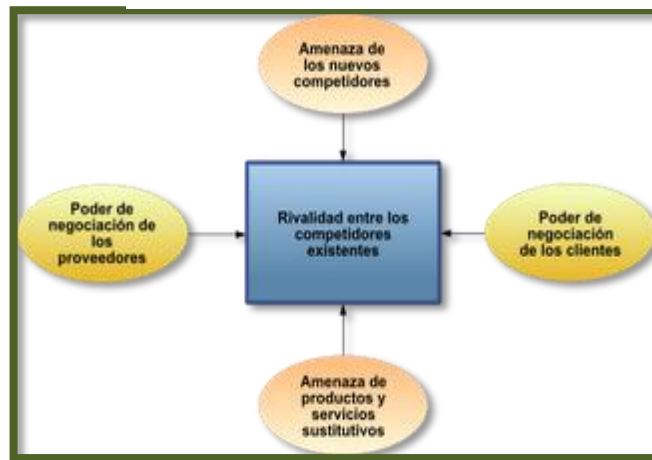 Amenaza de
los nuevos
competidores
Poder de
negociación de
los
proveedores
Rivalidad entre los
competidores
existentes
Poder de
negociación
de los clientes
Amenaza de
productos y
servicios
sustitutivos